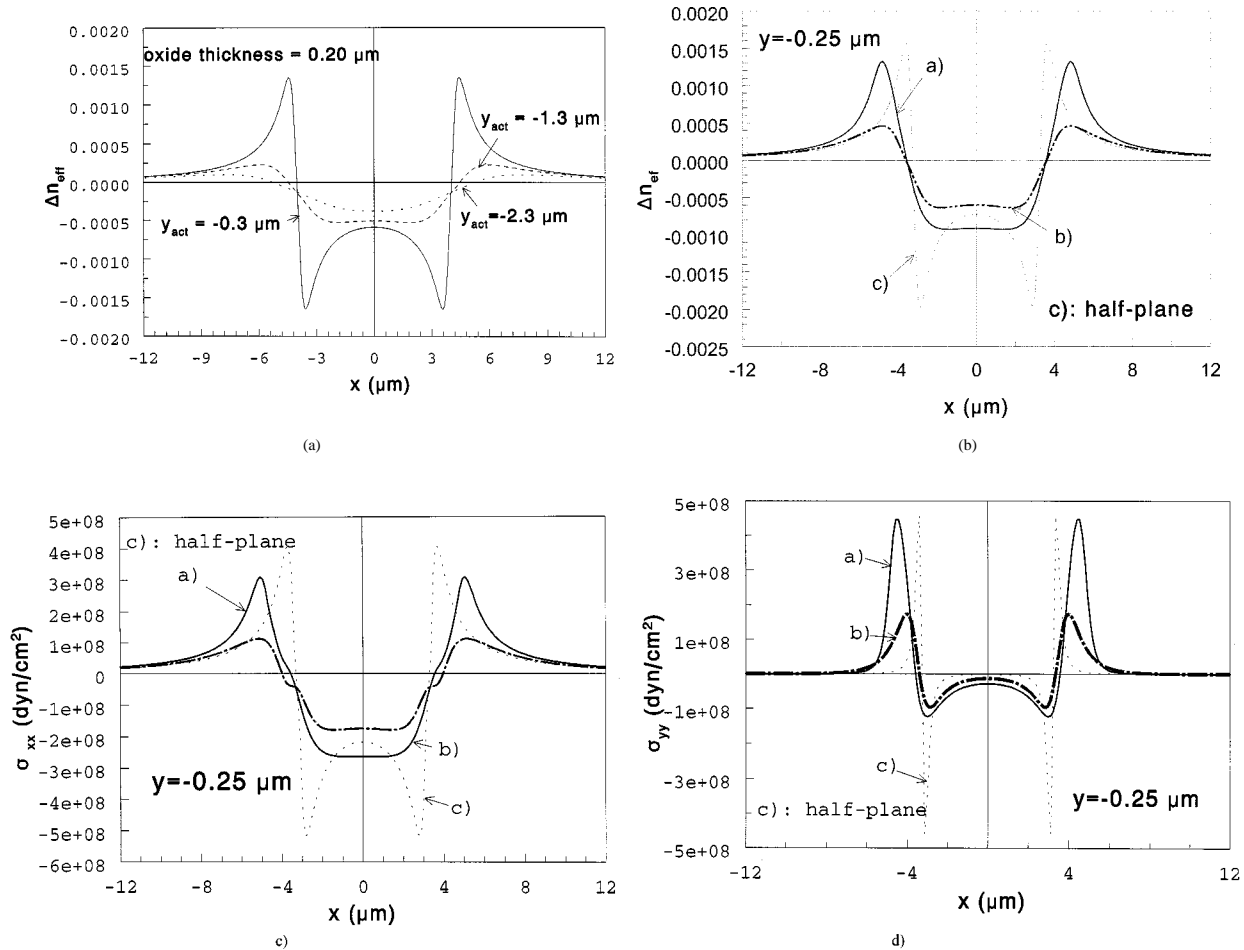 0.0020
0.0015
0.0010
0.0005
0.0000
-0.0005
-0.0010
-0.0015
-0.0020
Δn_eff
oxide thickness = 0.20 μm
y_act = -1.3 μm
y_act = -0.3 μm
y_act=-2.3 μm
-12 -9 -6 -3 0 3 6 9 12
x (μm)
(a)
0.0020
0.0015
0.0010
0.0005
0.0000
-0.0005
-0.0010
-0.0015
-0.0020
-0.0025
Δn_ef
y=-0.25 μm
a)
b)
c)
c): half-plane
-12 -8 -4 0 4 8 12
x (μm)
(b)
5e+08
4e+08
3e+08
2e+08
1e+08
0
-1e+08
-2e+08
-3e+08
-4e+08
-5e+08
-6e+08
σ_xx (dyn/cm²)
c): half-plane
a)
b)
c)
y=-0.25 μm
-12 -8 -4 0 4 8 12
x (μm)
c)
5e+08
3e+08
1e+08
-1e+08
-3e+08
-5e+08
σ_yy (dyn/cm²)
a)
b)
c)
c): half-plane
y=-0.25 μm
-12 -4 4 12
x (μm)
d)